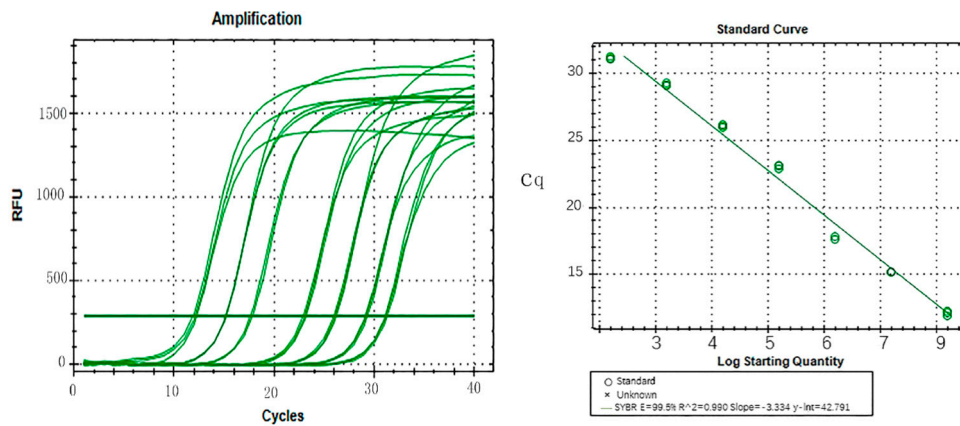 Amplification
RFU
1500
1000
500
0
0
10
20
30
40
Cycles
Standard Curve
Cq
30
25
20
15
3
4
5
6
7
8
9
Log Starting Quantity
Standard
Unknown
SYBR E=99.5% R^2=0.990 Slope=-3.334 y-int=42.791